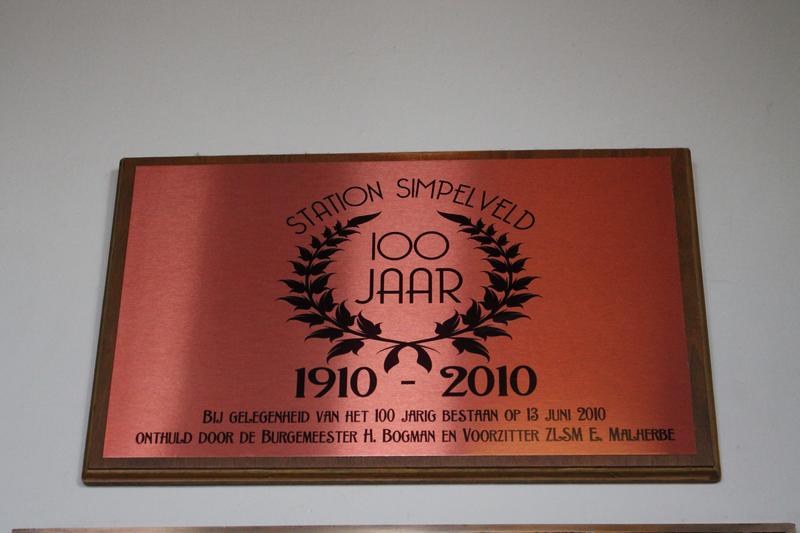 STATION SIMPELVELD
100
JAAR
1910 - 2010
BIJ GELEGENHEID VAN HET 100 JARIG BESTAAN OP 13 JUNI 2010
ONTHULD DOOR DE BURGEMEESTER H. BOGMAN EN VOORZITTER ZLSM E. MALHERBE